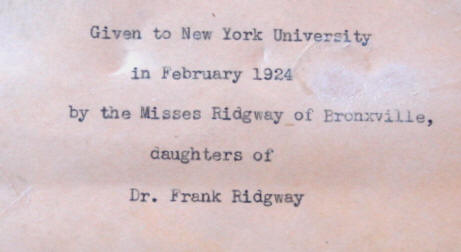 Given to New York University
in February 1924
by the Misses Ridgway of Bronxville,
daughters of
Dr. Frank Ridgway